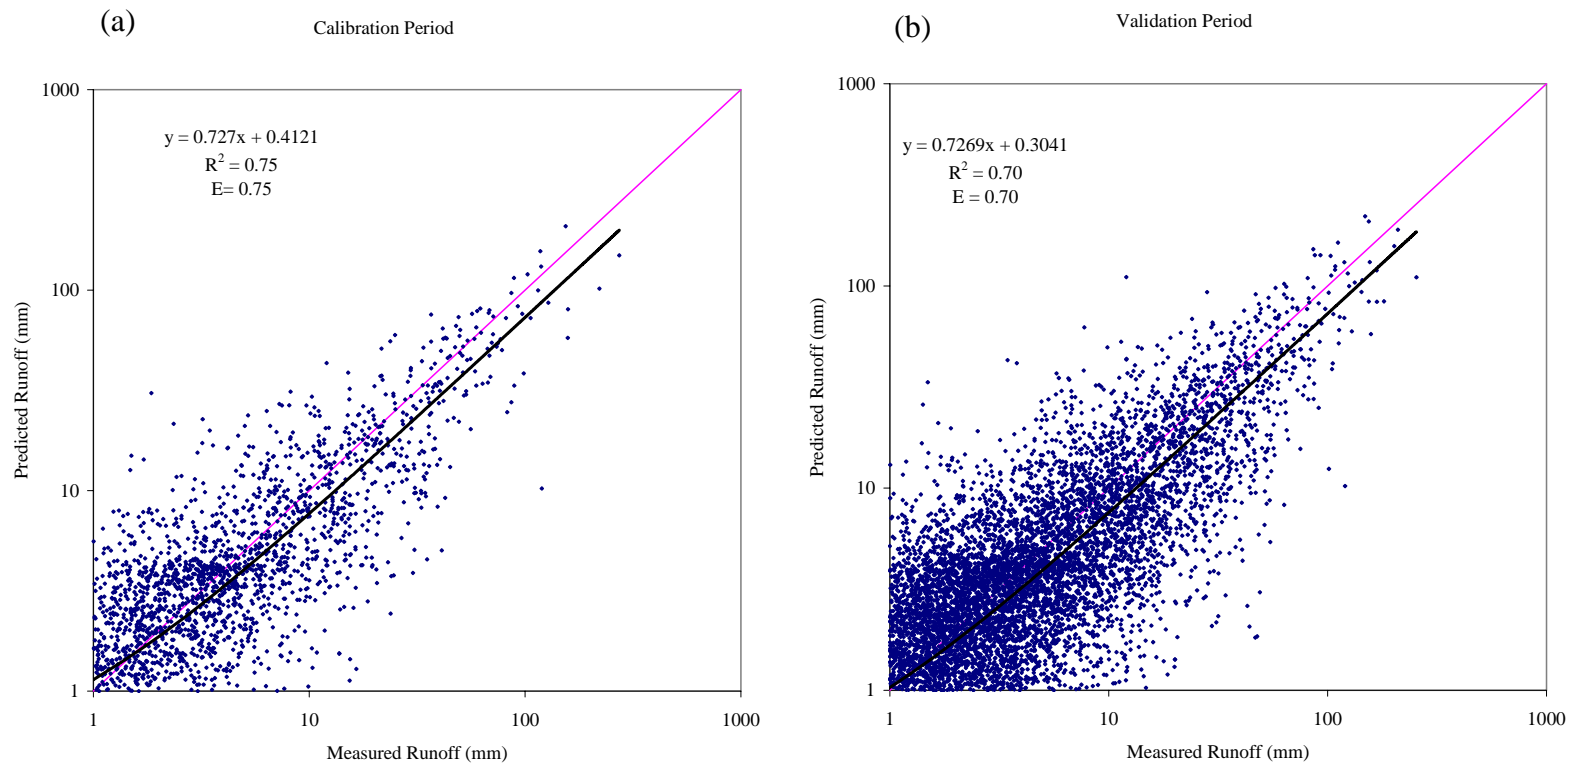 (a)
Calibration Period
1000
100
10
1
y = 0.727x + 0.4121
R² = 0.75
E= 0.75
Predicted Runoff (mm)
1 10 100 1000
Measured Runoff (mm)
(b)
Validation Period
1000
100
10
1
y = 0.7269x + 0.3041
R² = 0.70
E = 0.70
Predicted Runoff (mm)
1 10 100 1000
Measured Runoff (mm)